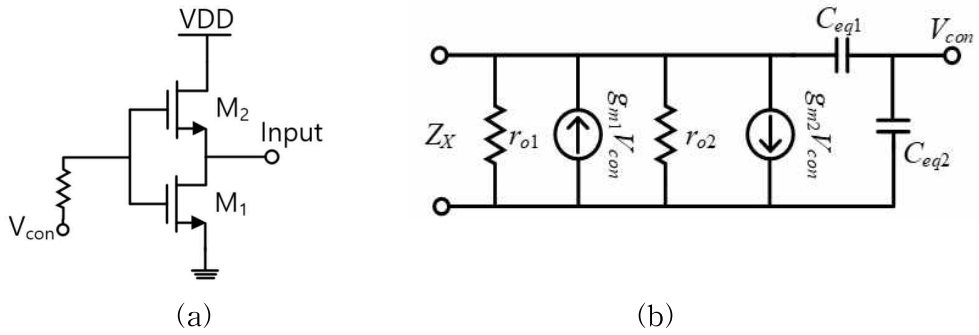 VDD
M2
Input
M1
Vcon
(a)
Ceq1
Vcon
ZX
ro1
gm1Vcon
ro2
gm2Vcon
Ceq2
(b)